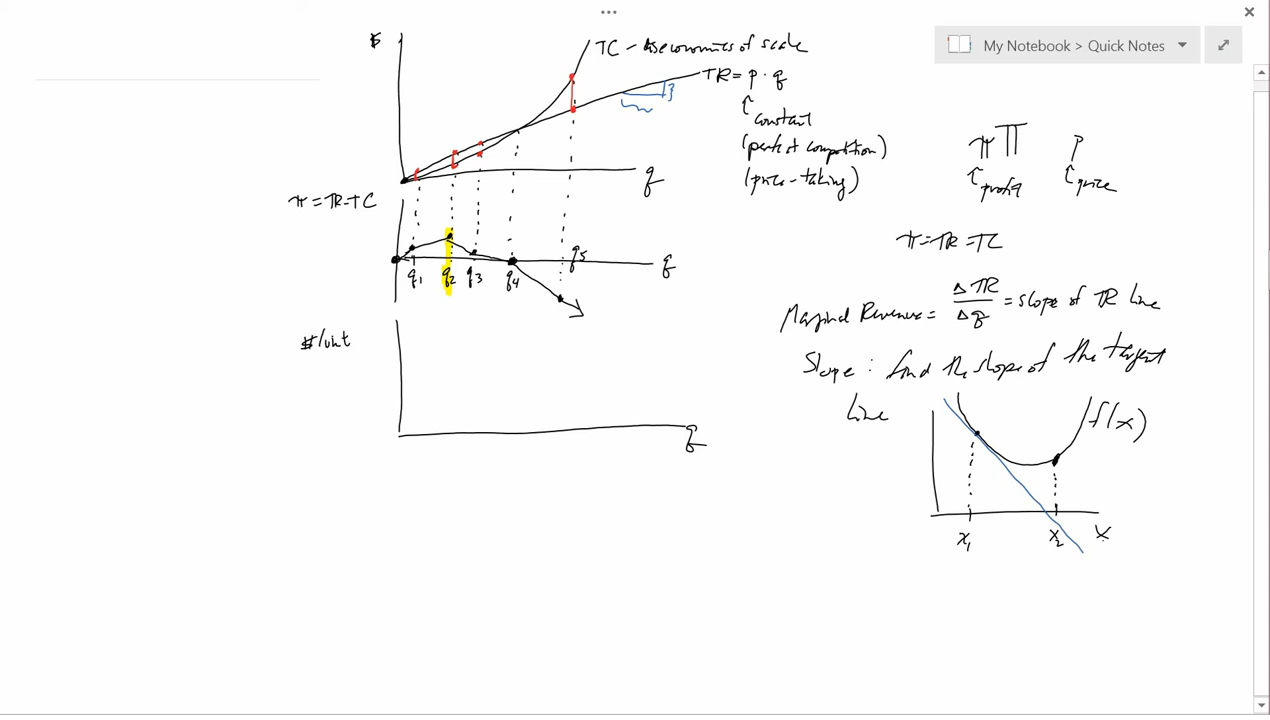 My Notebook > Quick Notes
$
TC - diseconomies of scale
TR = p · q
constant
(perfect competition)
(price-taking)
q
π = TR - TC
q1 q2 q3 q4 q5
q
$/unit
q
π Π p
profit
price
π = TR - TC
Marginal Revenue = ΔTR/Δq = slope of TR line
Slope: find the slope of the tangent
line
f(x)
x1 x2 x